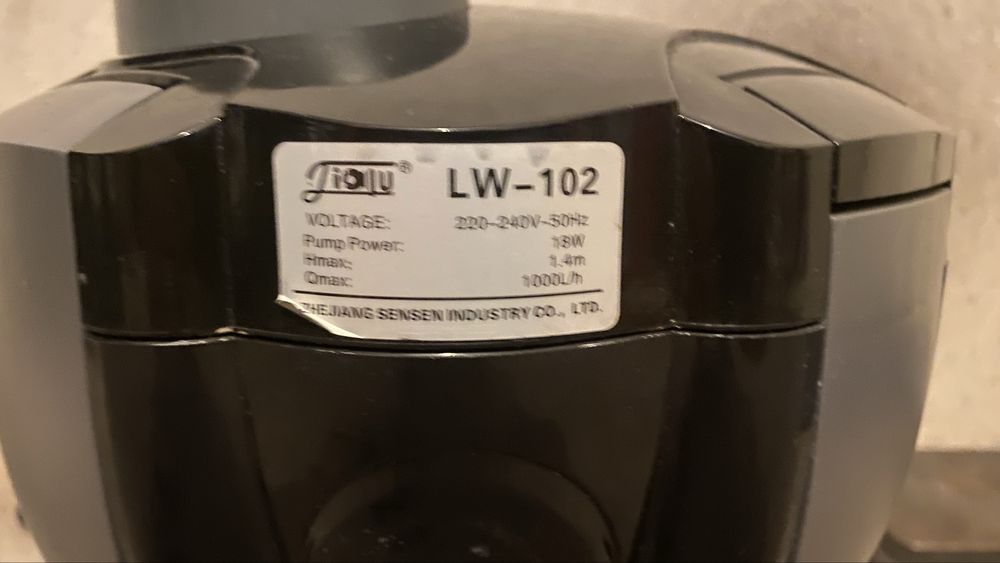 Jialu® LW-102
VOLTAGE: 220-240V~50Hz
Pump Power: 18W
Hmax: 1.4m
Qmax: 1000L/h
ZHEJIANG SENSEN INDUSTRY CO., LTD.